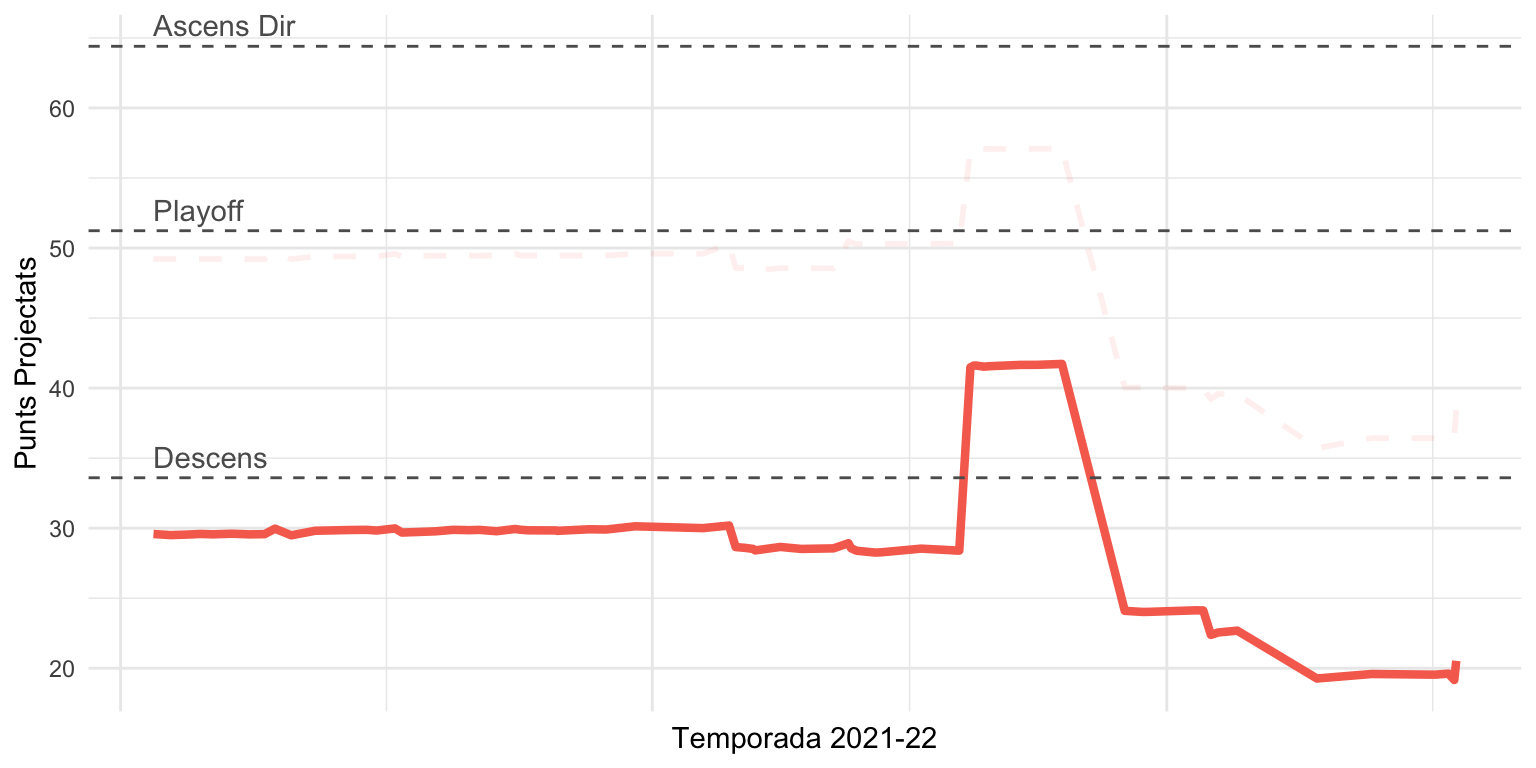 Ascens Dir
60
Playoff
50
Punts Projectats
40
Descens
30
20
Temporada 2021-22